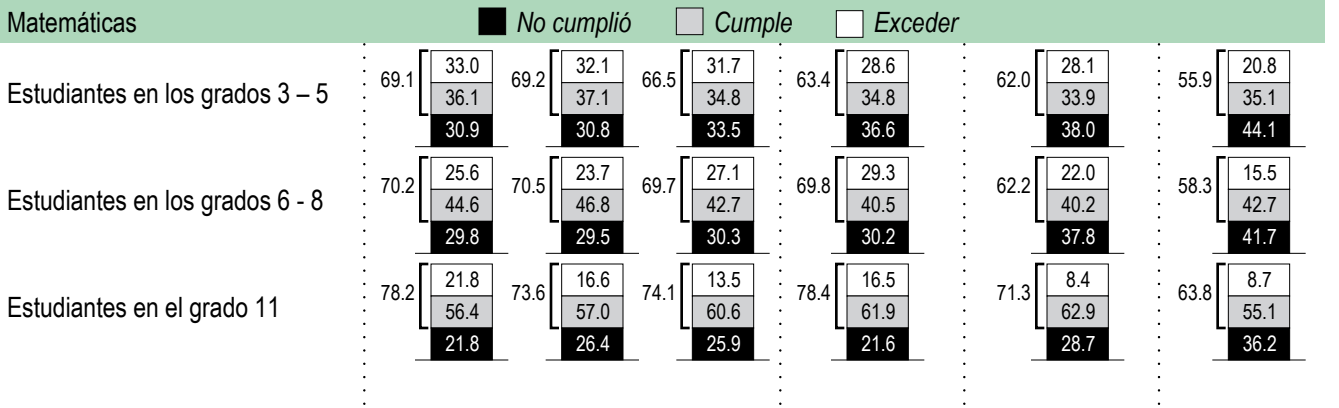 Matemáticas No cumplió Cumple Exceder
33.0 32.1 31.7 28.6 28.1 20.8
69.1 69.2 66.5 63.4 62.0 55.9
Estudiantes en los grados 3 – 5 36.1 37.1 34.8 34.8 33.9 35.1
30.9 30.8 33.5 36.6 38.0 44.1
25.6 23.7 27.1 29.3 22.0 15.5
70.2 70.5 69.7 69.8 62.2 58.3
Estudiantes en los grados 6 - 8 44.6 46.8 42.7 40.5 40.2 42.7
29.8 29.5 30.3 30.2 37.8 41.7
21.8 16.6 13.5 16.5 8.4 8.7
78.2 73.6 74.1 78.4 71.3 63.8
Estudiantes en el grado 11 56.4 57.0 60.6 61.9 62.9 55.1
21.8 26.4 25.9 21.6 28.7 36.2